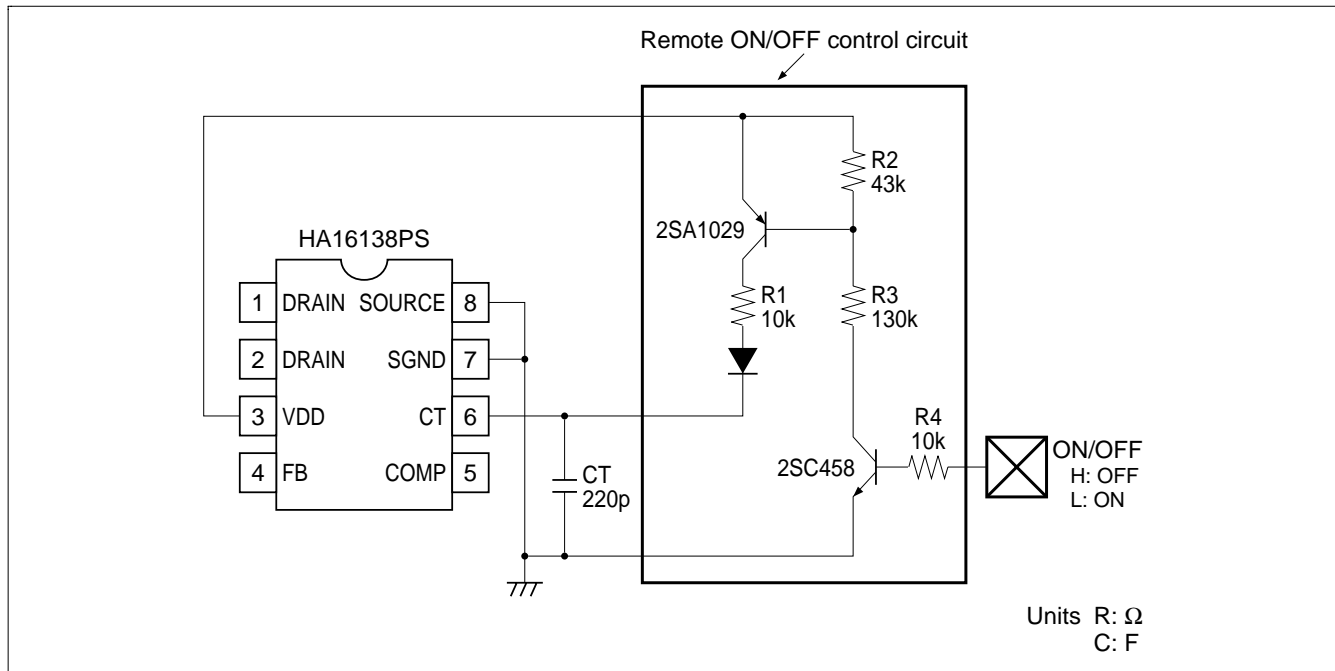 Remote ON/OFF control circuit
R2
43k
2SA1029
HA16138PS
1 DRAIN SOURCE 8
R1
10k
R3
130k
2 DRAIN SGND 7
3 VDD CT 6
R4
10k
ON/OFF
H: OFF
L: ON
4 FB COMP 5
CT
220p
2SC458
Units R: Ω
C: F